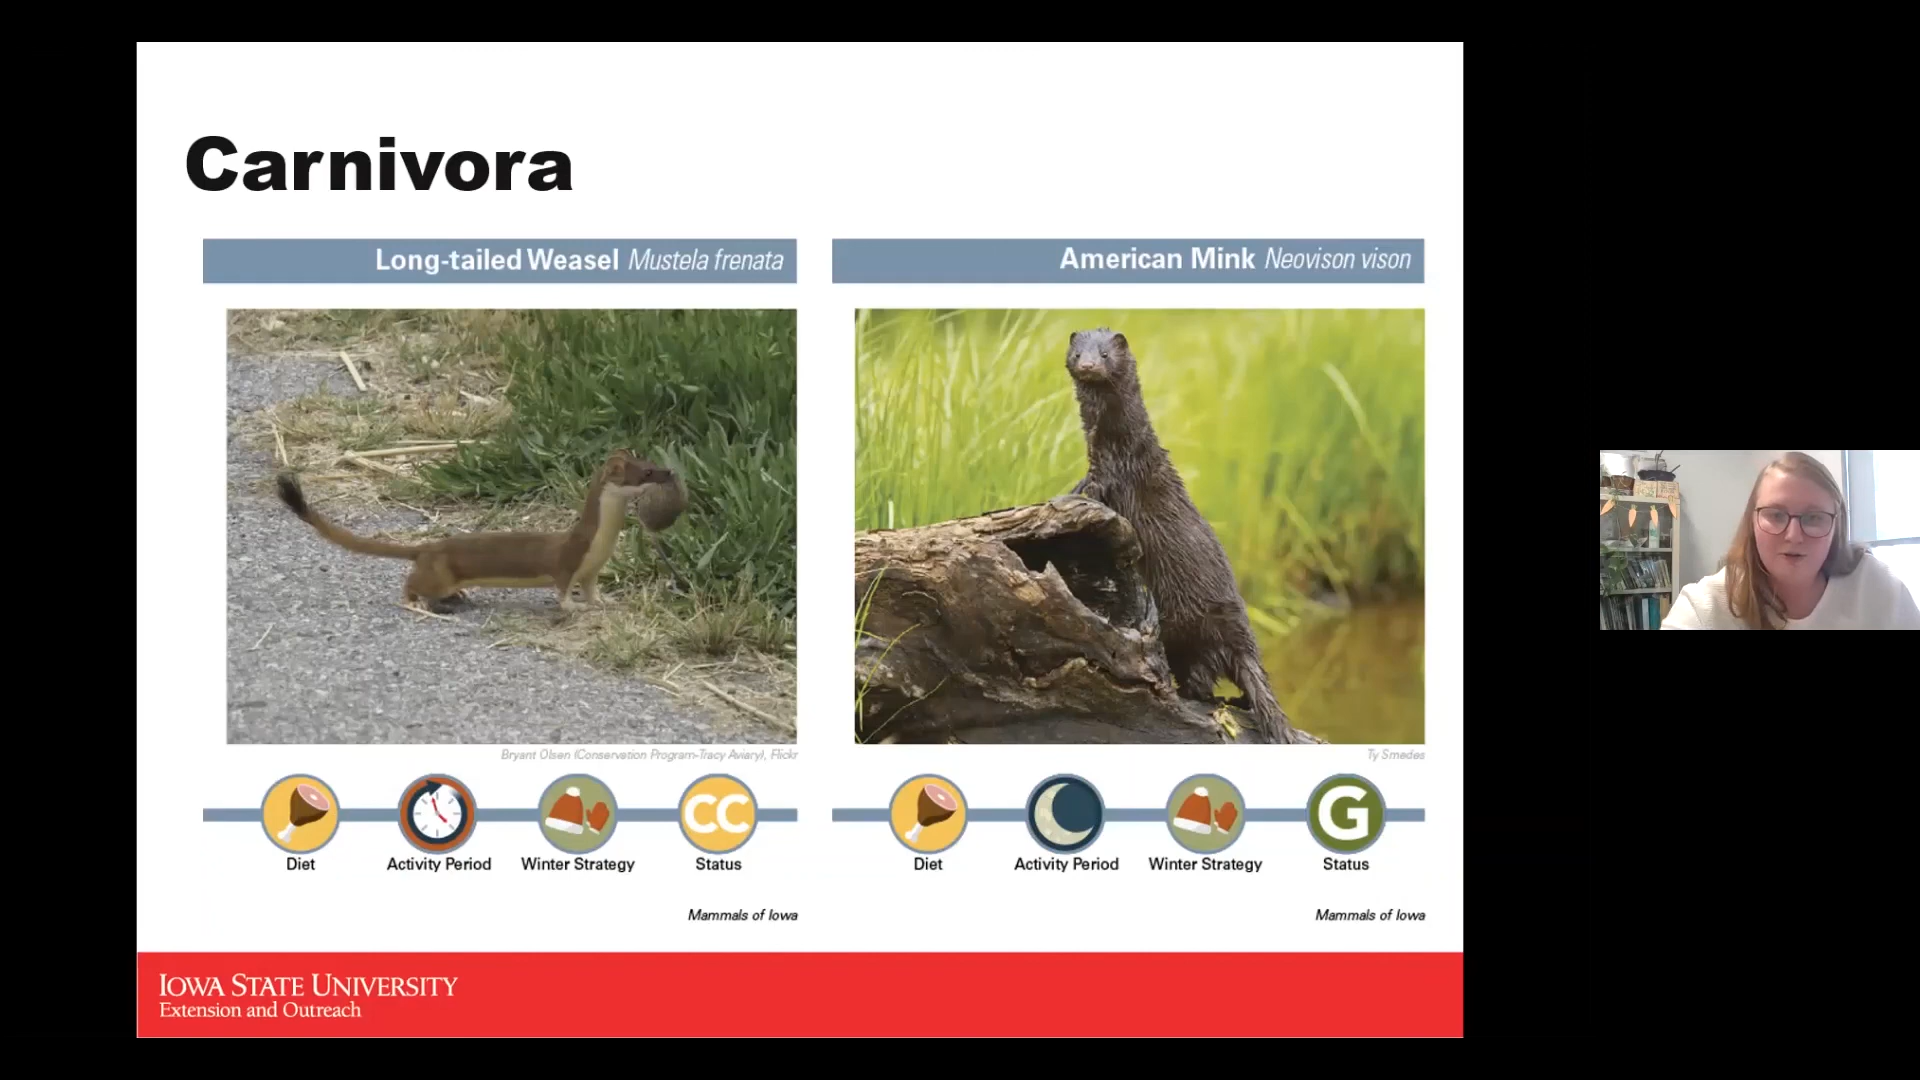 Carnivora
Long-tailed Weasel Mustela frenata
American Mink Neovison vison
Bryant Olsen (Conservation Program-Tracy Aviary), Flickr
Ty Smedes
CC
G
Diet
Activity Period
Winter Strategy
Status
Diet
Activity Period
Winter Strategy
Status
Mammals of Iowa
Mammals of Iowa
IOWA STATE UNIVERSITY
Extension and Outreach